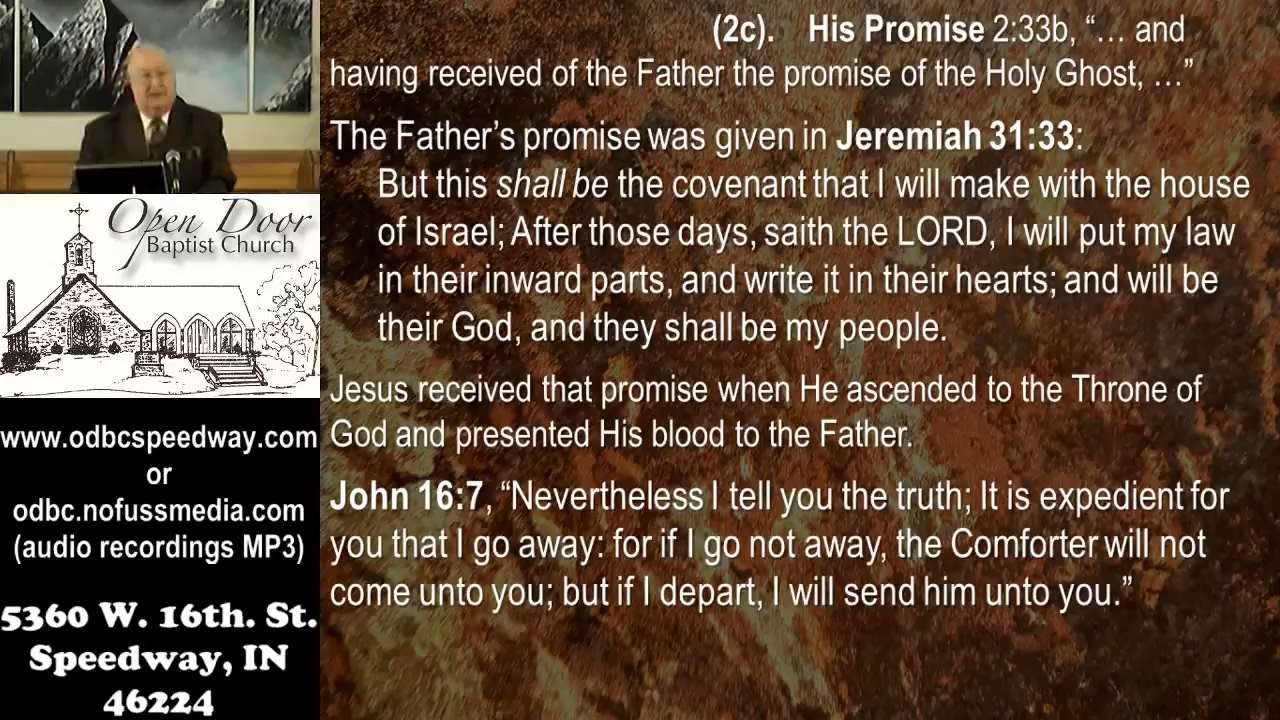 Open Door
Baptist Church
www.odbcspeedway.com
or
odbc.nofussmedia.com
(audio recordings MP3)
5360 W. 16th. St.
Speedway, IN
46224
(2c). His Promise 2:33b, “… and
having received of the Father the promise of the Holy Ghost, …”
The Father’s promise was given in Jeremiah 31:33:
But this shall be the covenant that I will make with the house
of Israel; After those days, saith the LORD, I will put my law
in their inward parts, and write it in their hearts; and will be
their God, and they shall be my people.
Jesus received that promise when He ascended to the Throne of
God and presented His blood to the Father.
John 16:7, “Nevertheless I tell you the truth; It is expedient for
you that I go away: for if I go not away, the Comforter will not
come unto you; but if I depart, I will send him unto you.”